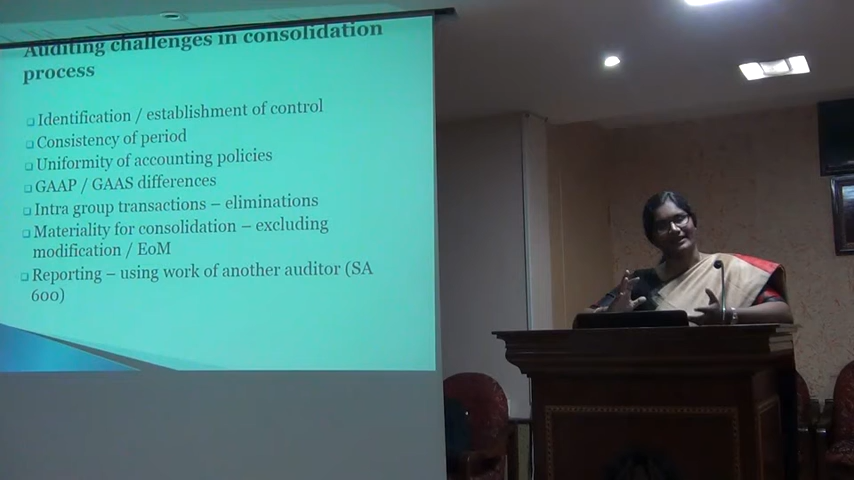 Auditing challenges in consolidation
process
Identification / establishment of control
Consistency of period
Uniformity of accounting policies
GAAP / GAAS differences
Intra group transactions – eliminations
Materiality for consolidation – excluding
modification / EoM
Reporting – using work of another auditor (SA
600)